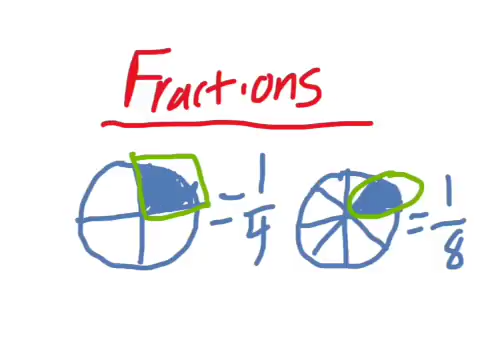 Fractions
= 1/4 = 1/8